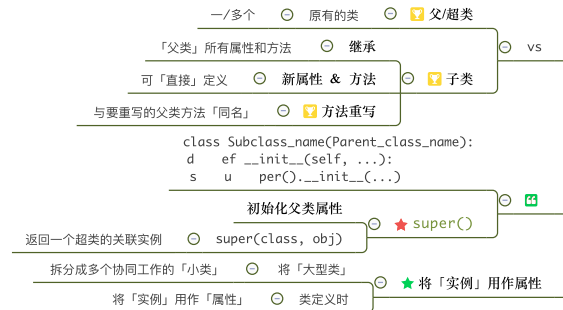 一/多个 原有的类 父/超类
vs
「父类」所有属性和方法 继承
可「直接」定义 新属性 & 方法 子类
与要重写的父类方法「同名」 方法重写
class Subclass_name(Parent_class_name):
d ef __init__(self, ...):
s u per().__init__(...)
初始化父类属性
super()
返回一个超类的关联实例 super(class, obj)
拆分成多个协同工作的「小类」 将「大型类」
将「实例」用作属性
将「实例」用作「属性」 类定义时